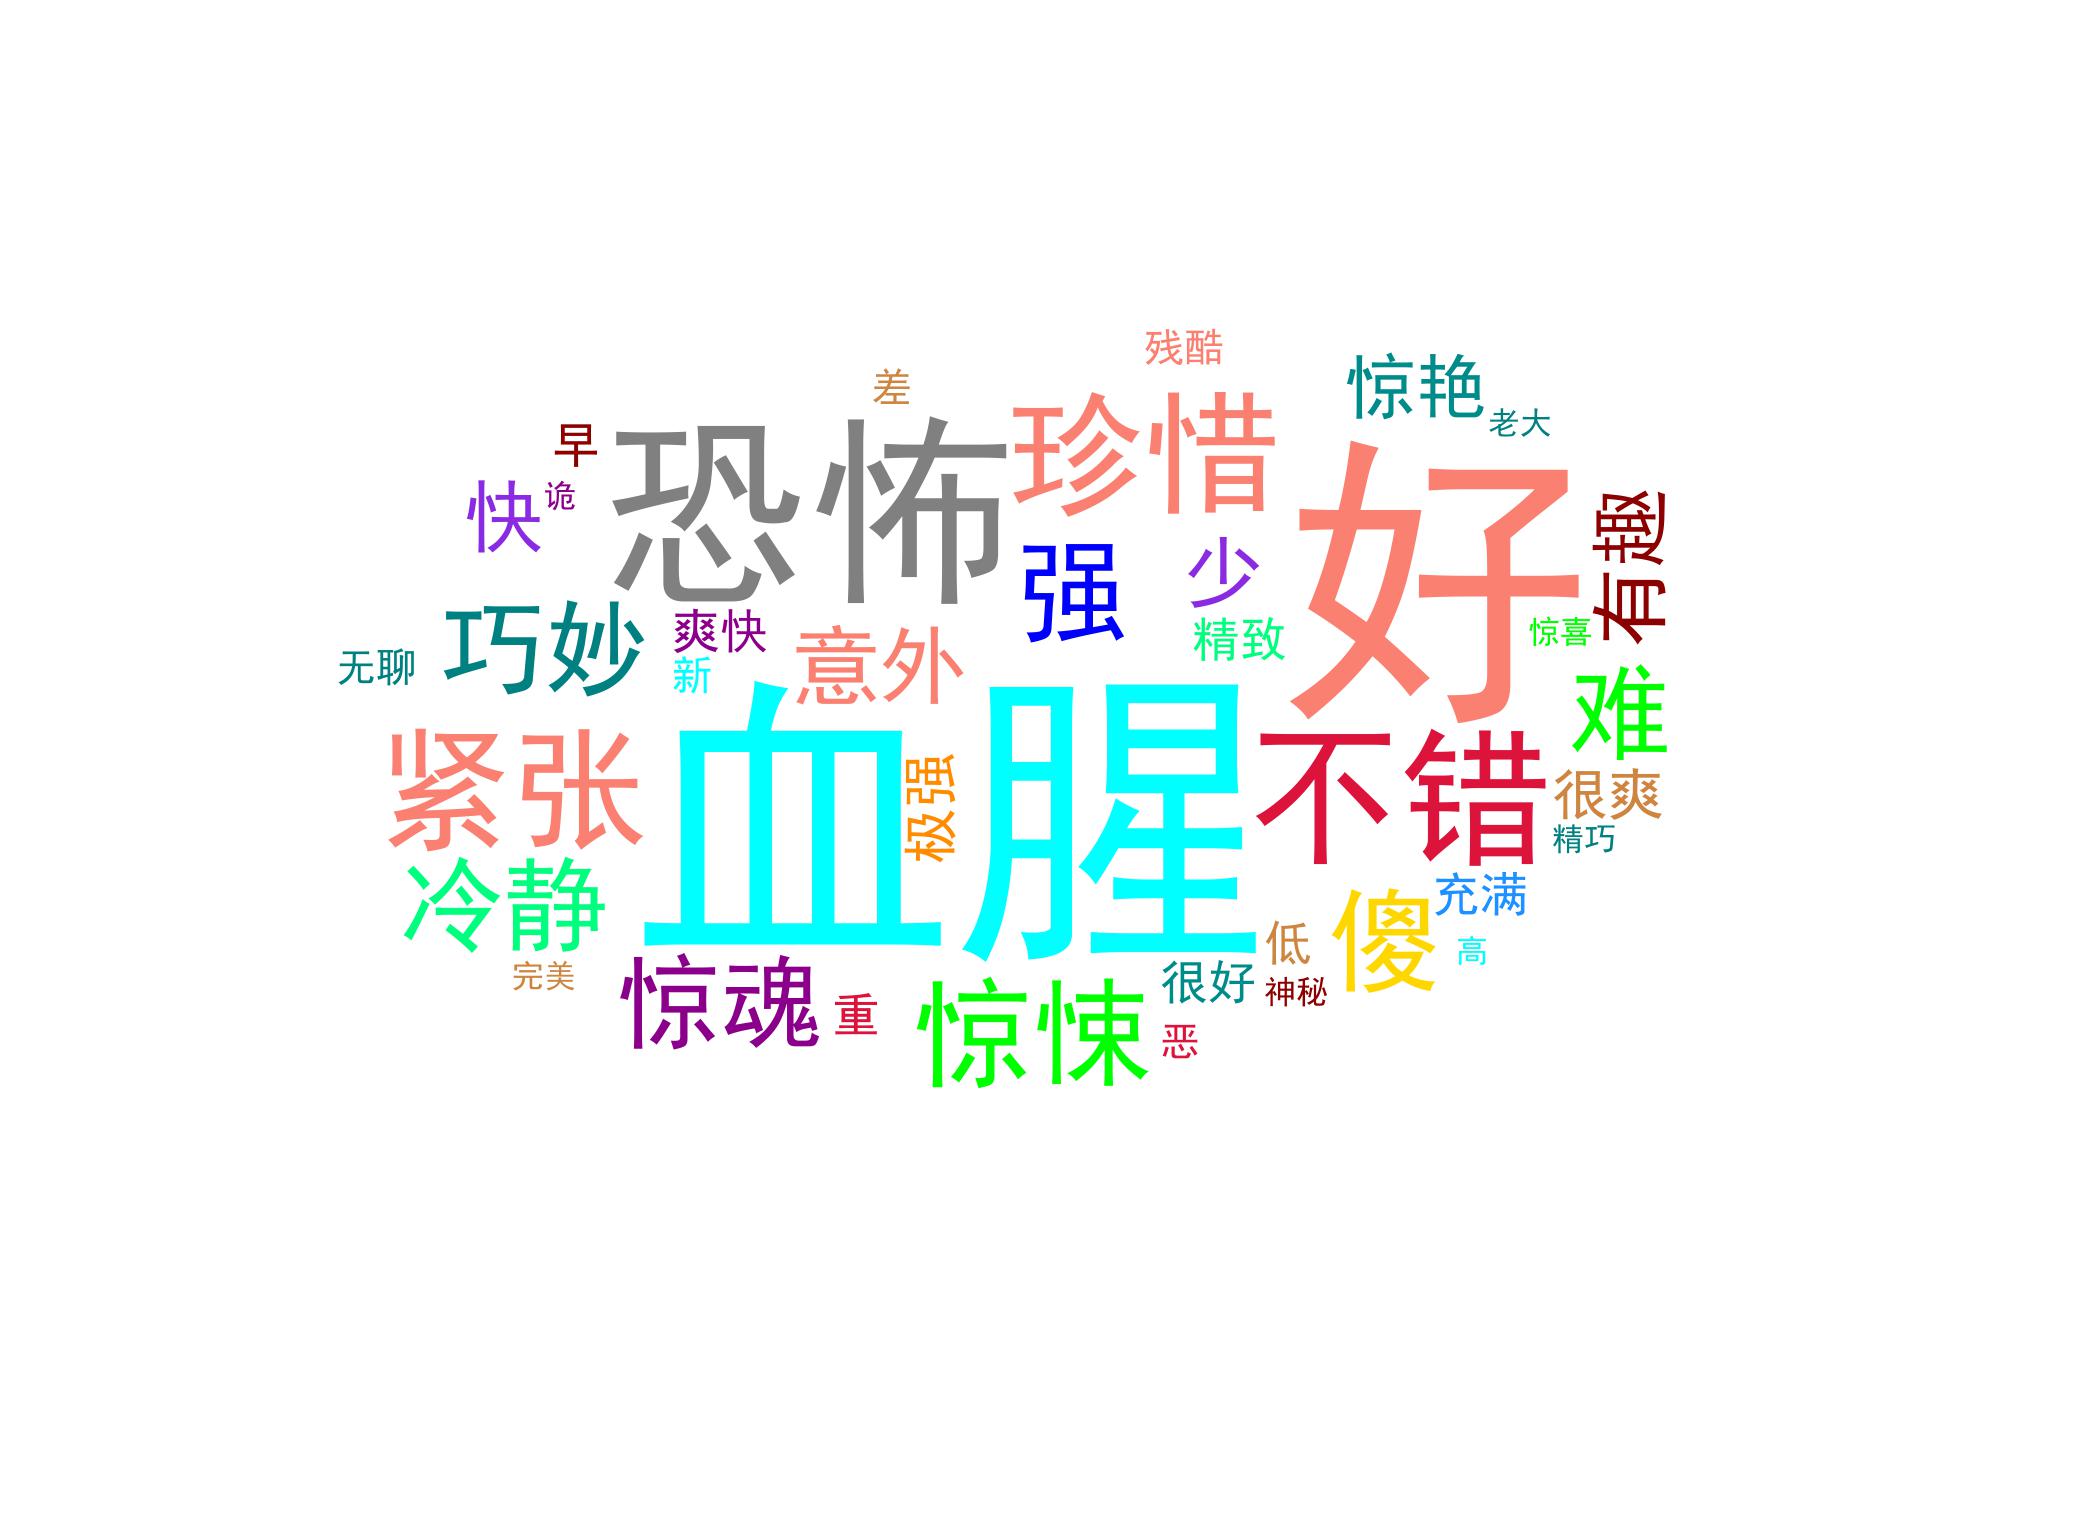 残酷
惊艳
差
老大
珍惜
早
恐怖
好
快
诡
有趣
强
少
巧妙
爽快
精致
惊喜
无聊
新
意外
难
紧张
血腥
极强
不错
很爽
精巧
冷静
充满
傻
低
高
完美
惊魂
重
惊悚
很好
神秘
恶